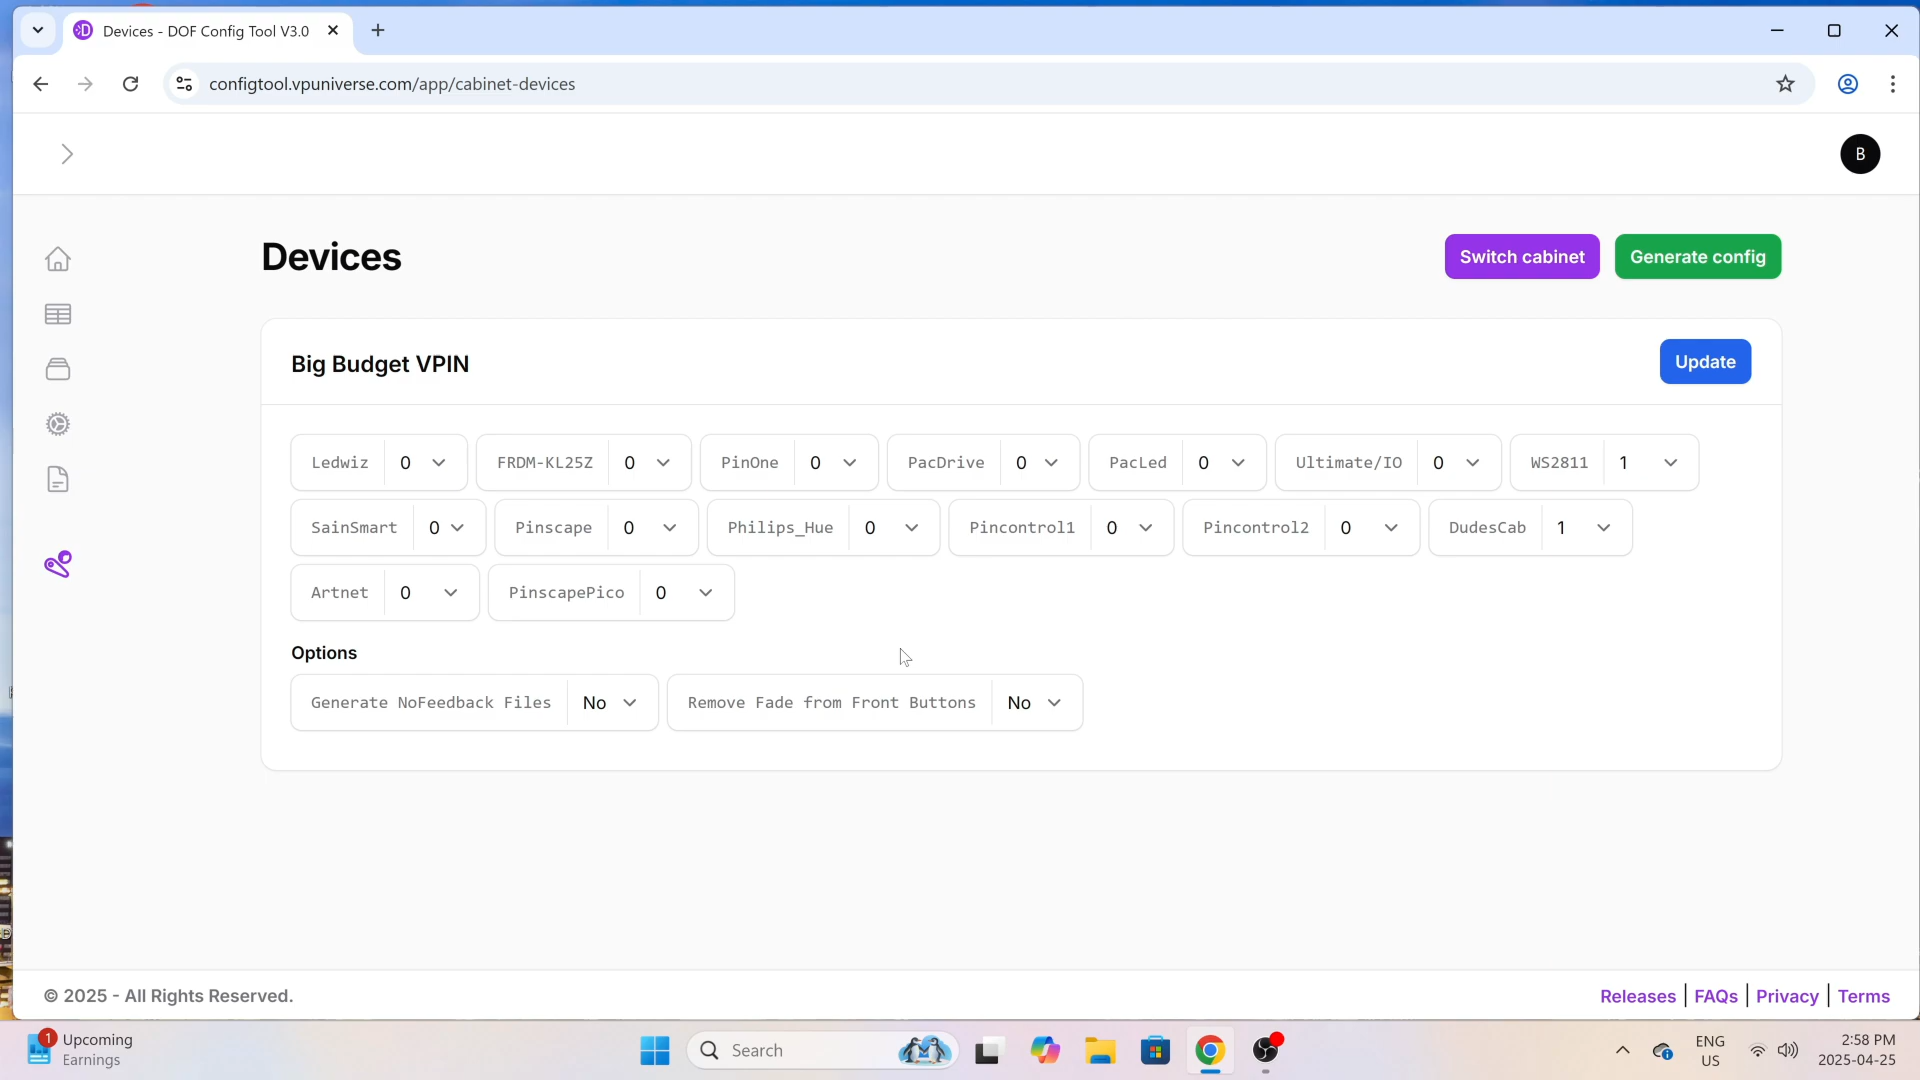 Devices - DOF Config Tool V3.0
configtool.vpuniverse.com/app/cabinet-devices
B
Devices
Switch cabinet
Generate config
Big Budget VPIN
Update
Ledwiz 0
FRDM-KL25Z 0
PinOne 0
PacDrive 0
PacLed 0
Ultimate/IO 0
WS2811 1
SainSmart 0
Pinscape 0
Philips_Hue 0
Pincontrol1 0
Pincontrol2 0
DudesCab 1
Artnet 0
PinscapePico 0
Options
Generate NoFeedback Files No
Remove Fade from Front Buttons No
© 2025 - All Rights Reserved.
Releases
FAQs
Privacy
Terms
1
Upcoming
Earnings
Search
ENG
US
2:58 PM
2025-04-25